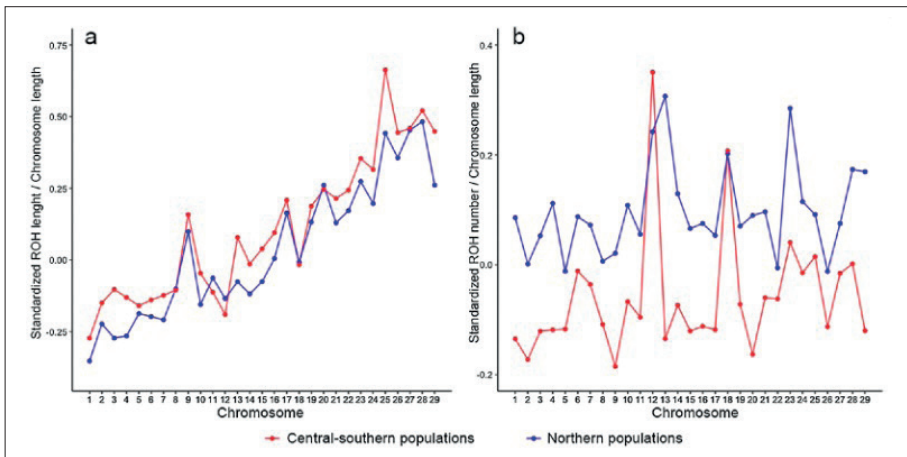 a
0.75
0.50
0.25
0.00
-0.25
Standardized ROH lenght / Chromosome length
1 2 3 4 5 6 7 8 9 10 11 12 13 14 15 16 17 18 19 20 21 22 23 24 25 26 27 28 29
Chromosome
b
0.4
0.2
0.0
-0.2
Standardized ROH number / Chromosome length
1 2 3 4 5 6 7 8 9 10 11 12 13 14 15 16 17 18 19 20 21 22 23 24 25 26 27 28 29
Chromosome
Central-southern populations
Northern populations